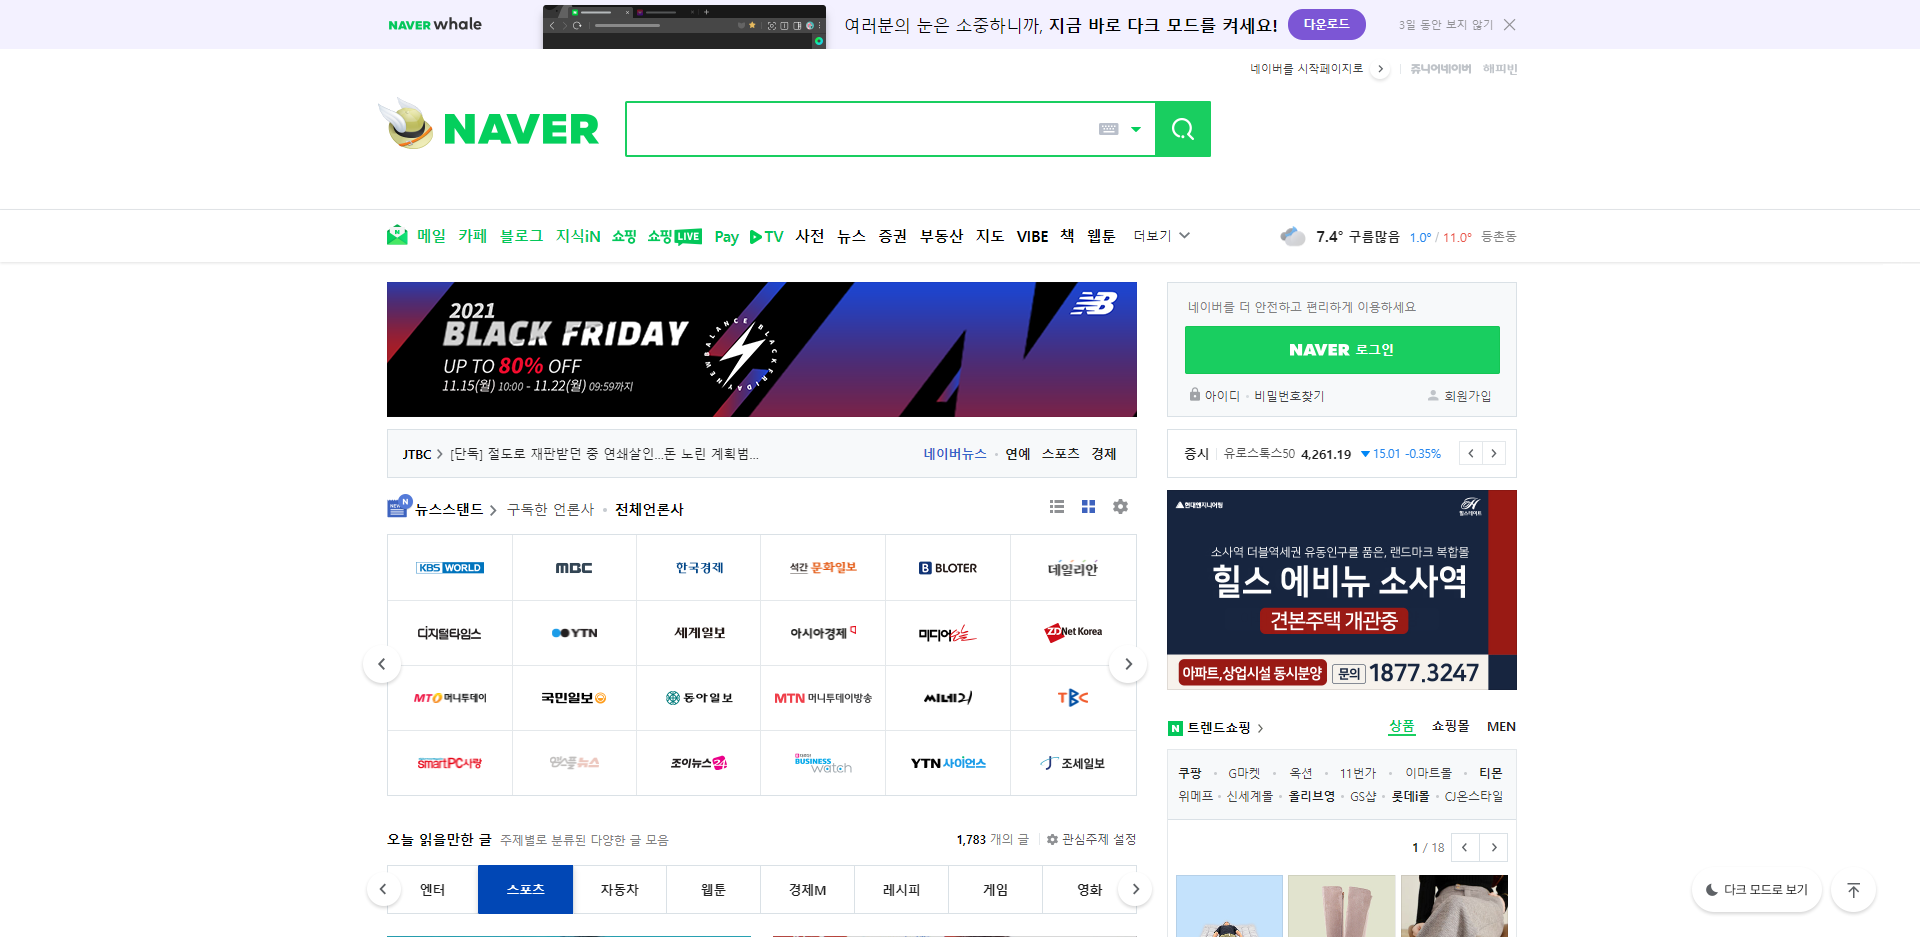 NAVER whale
여러분의 눈은 소중하니까, 지금 바로 다크 모드를 켜세요!
다운로드
3일 동안 보지 않기
네이버를 시작페이지로
쥬니어네이버 해피빈
NAVER
메일 카페 블로그 지식iN 쇼핑 쇼핑LIVE Pay TV 사전 뉴스 증권 부동산 지도 VIBE 책 웹툰 더보기
7.4° 구름많음 1.0° / 11.0° 등촌동
2021
BLACK FRIDAY
UP TO 80% OFF
11.15(월) 10:00 - 11.22(월) 09:59까지
NEW BALANCE BLACK FRIDAY
NB
네이버를 더 안전하고 편리하게 이용하세요
NAVER 로그인
아이디 · 비밀번호찾기
회원가입
JTBC > [단독] 절도로 재판받던 중 연쇄살인...돈 노린 계획범...
네이버뉴스 · 연예 스포츠 경제
증시 유로스톡스50 4,261.19 ▼15.01 -0.35%
뉴스스탠드 > 구독한 언론사 · 전체언론사
KBS WORLD MBC 한국경제 석간 문화일보 BLOTER 데일리안
디지털타임스 YTN 세계일보 아시아경제 미디어오늘 ZDNet Korea
MTO 머니투데이 국민일보 동아일보 MTN 머니투데이방송 씨네21 TBC
smartPC사랑 맨스플뉴스 조이뉴스24 BUSINESS watch YTN 사이언스 조세일보
현대엔지니어링
힐스테이트
소사역 더블역세권 유동인구를 품은, 랜드마크 복합몰
힐스 에비뉴 소사역
견본주택 개관중
아파트,상업시설 동시분양 문의 1877.3247
트렌드쇼핑 >
상품 쇼핑몰 MEN
쿠팡 · G마켓 · 옥션 · 11번가 · 이마트몰 · 티몬
위메프 · 신세계몰 · 올리브영 · GS샵 · 롯데i몰 · CJ온스타일
1 / 18
오늘 읽을만한 글 주제별로 분류된 다양한 글 모음
1,783 개의 글 관심주제 설정
엔터 스포츠 자동차 웹툰 경제M 레시피 게임 영화
다크 모드로 보기